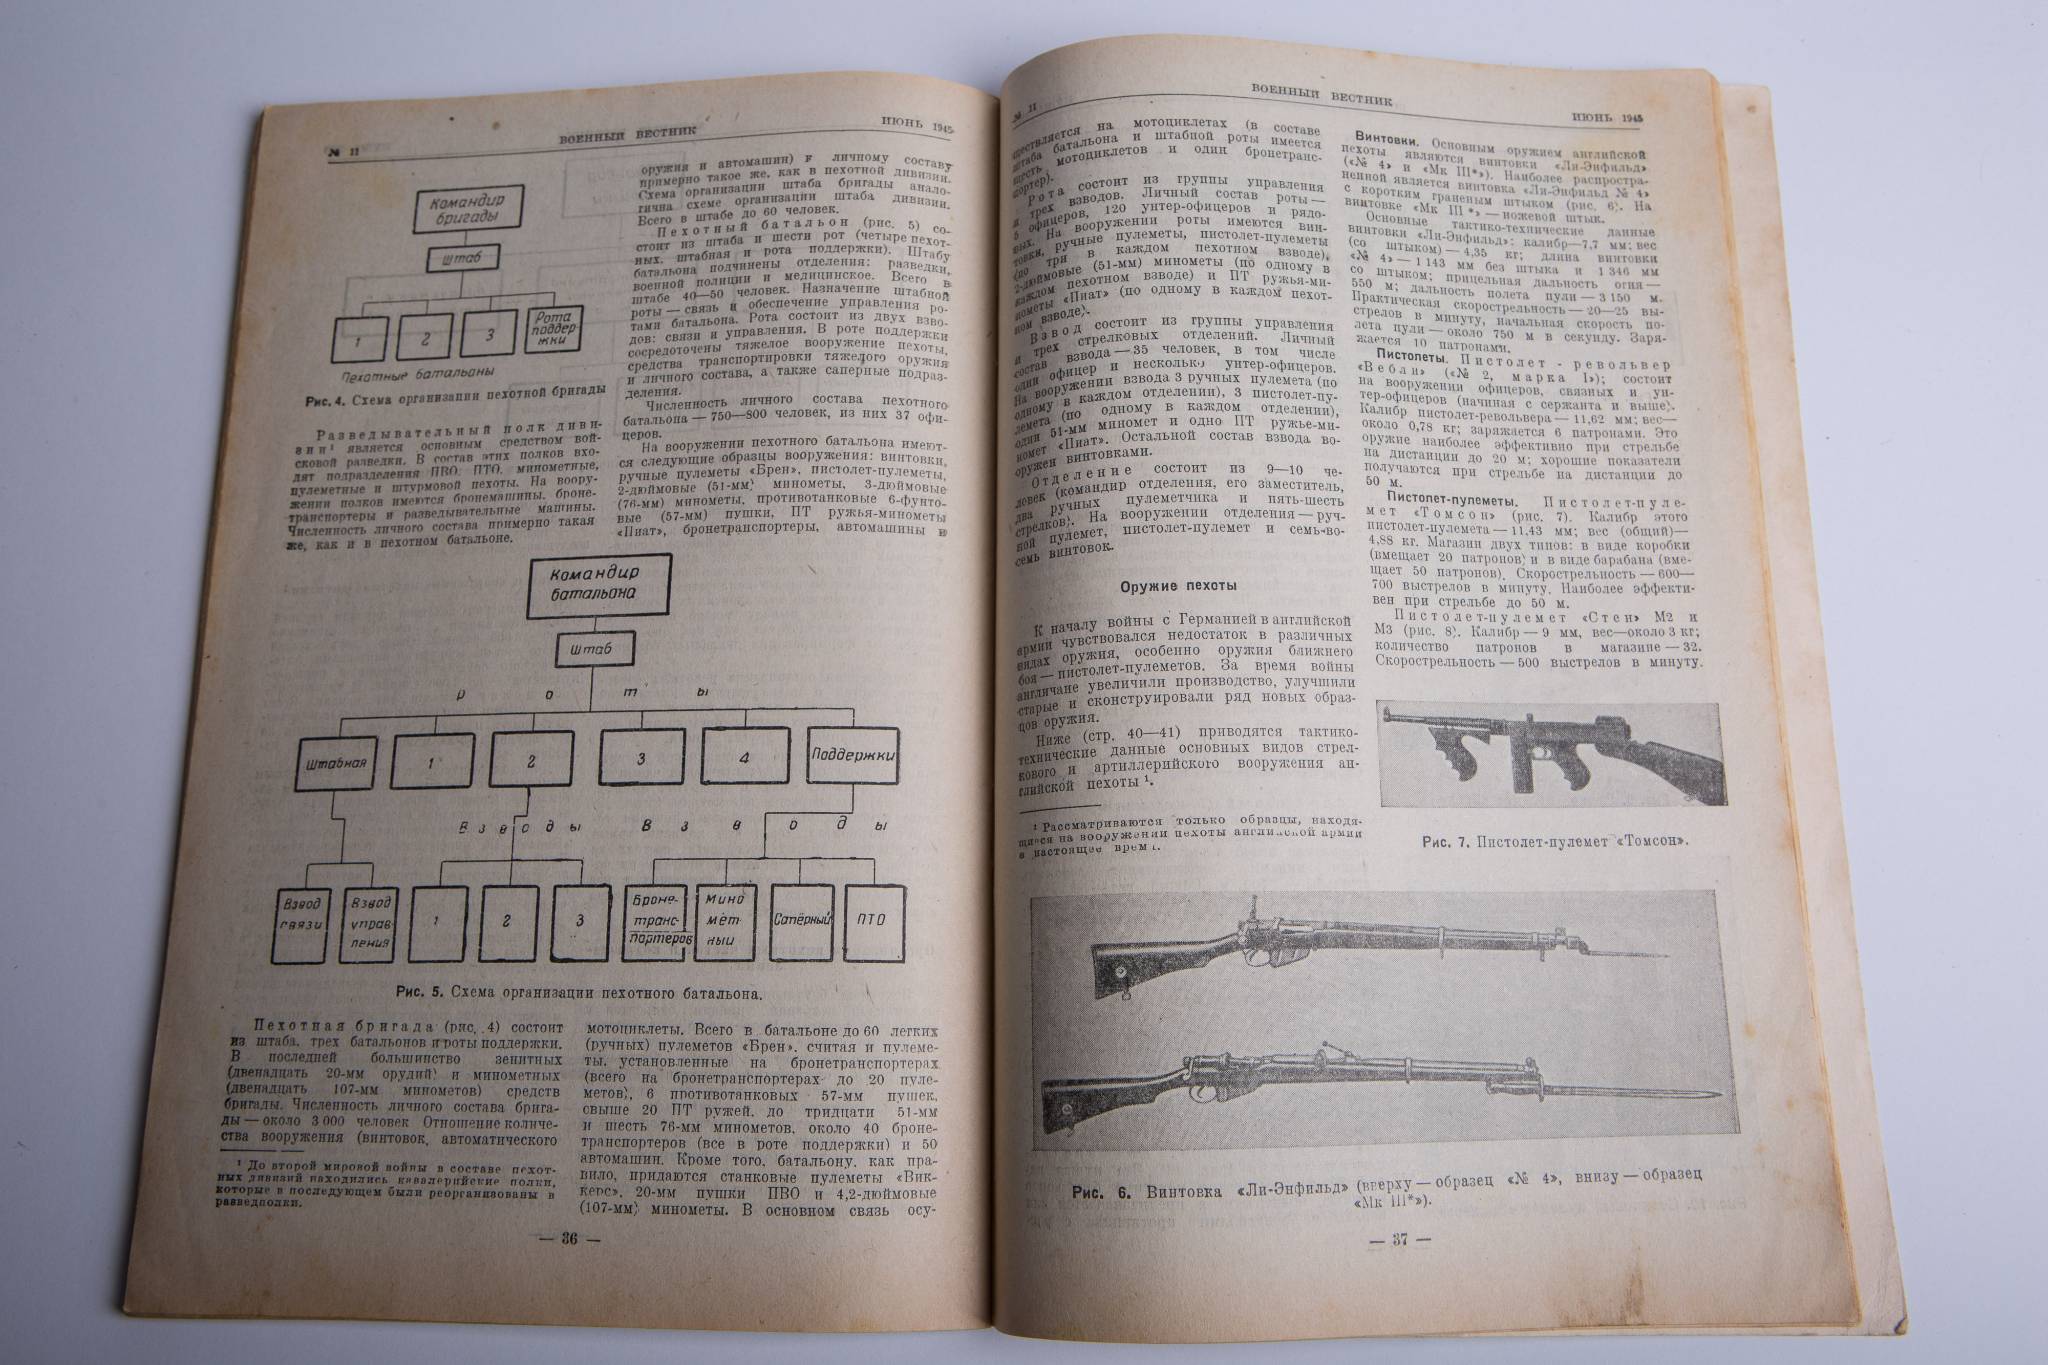 № 11
ВОЕННЫЙ ВЕСТНИК
ИЮНЬ 1945
Командир
бригады
Штаб
1
2
3
Рота
поддер-
жки
Пехотные батальоны
Рис. 4. Схема организации пехотной бригады
Разведывательный полк диви-
зии¹ является основным средством вой-
сковой разведки. В состав этих полков вхо-
дят подразделения ПВО, ПТО, минометные,
пулеметные и штурмовой пехоты. На воору-
жении полков имеются бронемашины, броне-
транспортеры и разведывательные машины.
Численность личного состава примерно такая
же, как и в пехотном батальоне.
оружия и автомашин) к личному составу
примерно такое же, как в пехотной дивизии.
Схема организации штаба бригады анало-
гична схеме организации штаба дивизии.
Всего в штабе до 60 человек.
Пехотный батальон (рис. 5) со-
стоит из штаба и шести рот (четыре пехот-
ных, штабная и рота поддержки). Штабу
батальона подчинены отделения: разведки,
военной полиции и медицинское. Всего в
штабе 40—50 человек. Назначение штабной
роты — связь и обеспечение управления ро-
тами батальона. Рота состоит из двух взво-
дов: связи и управления. В роте поддержки
сосредоточены тяжелое вооружение пехоты,
средства транспортировки тяжелого оружия
и личного состава, а также саперные подраз-
деления.
Численность личного состава пехотного
батальона — 750—800 человек, из них 37 офи-
церов.
На вооружении пехотного батальона имеют-
ся следующие образцы вооружения: винтовки,
ручные пулеметы «Брен», пистолет-пулеметы,
2-дюймовые (51-мм) минометы, 3-дюймовые
(76-мм) минометы, противотанковые 6-фунто-
вые (57-мм) пушки, ПТ ружья-минометы
«Пиат», бронетранспортеры, автомашины и
Командир
батальона
Штаб
Р о т ы
Штабная
1
2
3
4
Поддержки
Взводы
Взводы
Взвод
связи
Взвод
управ-
ления
1
2
3
Броне-
транс-
портеров
Мино
мет-
ный
Сапёрный
ПТО
Рис. 5. Схема организации пехотного батальона.
Пехотная бригада (рис. 4) состоит
из штаба, трех батальонов и роты поддержки.
В последней большинство зенитных
(двенадцать 20-мм орудий) и минометных
(двенадцать 107-мм минометов) средств
бригады. Численность личного состава брига-
ды — около 3 000 человек Отношение количе-
ства вооружения (винтовок, автоматического
¹ До второй мировой войны в составе пехот-
ных дивизий находились кавалерийские полки,
которые в последующем были реорганизованы в
разведполки.
мотоциклеты. Всего в батальоне до 60 легких
(ручных) пулеметов «Брен», считая и пулеме-
ты, установленные на бронетранспортерах
(всего на бронетранспортерах до 20 пуле-
метов), 6 противотанковых 57-мм пушек,
свыше 20 ПТ ружей, до тридцати 51-мм
и шесть 76-мм минометов, около 40 броне-
транспортеров (все в роте поддержки) и 50
автомашин. Кроме того, батальону, как пра-
вило, придаются станковые пулеметы «Вик-
керс», 20-мм пушки ПВО и 4,2-дюймовые
(107-мм) минометы. В основном связь осу-
— 36 —
№ 11
ВОЕННЫЙ ВЕСТНИК
ИЮНЬ 1945
ществляется на мотоциклетах (в составе
штаба батальона и штабной роты имеется
шесть мотоциклетов и один бронетранс-
портер).
Рота состоит из группы управления
и трех взводов. Личный состав роты —
5 офицеров, 120 унтер-офицеров и рядо-
вых. На вооружении роты имеются вин-
товки, ручные пулеметы, пистолет-пулеметы
(по три в каждом пехотном взводе),
2-дюймовые (51-мм) минометы (по одному в
каждом пехотном взводе) и ПТ ружья-ми-
нометы «Пиат» (по одному в каждом пехот-
ном взводе).
Взвод состоит из группы управления
и трех стрелковых отделений. Личный
состав взвода — 35 человек, в том числе
один офицер и несколько унтер-офицеров.
На вооружении взвода 3 ручных пулемета (по
одному в каждом отделении), 3 пистолет-пу-
лемета (по одному в каждом отделении),
один 51-мм миномет и одно ПТ ружье-ми-
номет «Пиат». Остальной состав взвода во-
оружен винтовками.
Отделение состоит из 9—10 че-
ловек (командир отделения, его заместитель,
два ручных пулеметчика и пять-шесть
стрелков). На вооружении отделения — руч-
ной пулемет, пистолет-пулемет и семь-во-
семь винтовок.
Оружие пехоты
К началу войны с Германией в английской
армии чувствовался недостаток в различных
видах оружия, особенно оружия ближнего
боя — пистолет-пулеметов. За время войны
англичане увеличили производство, улучшили
старые и сконструировали ряд новых образ-
цов оружия.
Ниже (стр. 40—41) приводятся тактико-
технические данные основных видов стрел-
кового и артиллерийского вооружения ан-
глийской пехоты ¹.
¹ Рассматриваются только образцы, находя-
щиеся на вооружении пехоты английской армии
в настоящее время.
Винтовки. Основным оружием английской
пехоты являются винтовки «Ли-Энфильд»
(«№ 4» и «Мк III*»). Наиболее распростра-
ненной является винтовка «Ли-Энфильд № 4»
с коротким граненым штыком (рис. 6). На
винтовке «Мк III *» — ножевой штык.
Основные тактико-технические данные
винтовки «Ли-Энфильд»: калибр—7,7 мм; вес
(со штыком) — 4,35 кг; длина винтовки
«№ 4» — 1 143 мм без штыка и 1 346 мм
со штыком; прицельная дальность огня —
550 м; дальность полета пули — 3 150 м.
Практическая скорострельность — 20—25 вы-
стрелов в минуту, начальная скорость по-
лета пули — около 750 м в секунду. Заря-
жается 10 патронами.
Пистолеты. Пистолет-револьвер
«Вебли» («№ 2, марка I»); состоит
на вооружении офицеров, связных и ун-
тер-офицеров (начиная с сержанта и выше).
Калибр пистолет-револьвера — 11,62 мм; вес—
около 0,78 кг; заряжается 6 патронами. Это
оружие наиболее эффективно при стрельбе
на дистанции до 20 м; хорошие показатели
получаются при стрельбе на дистанции до
50 м.
Пистолет-пулеметы. Пистолет-пуле-
мет «Томсон» (рис. 7). Калибр этого
пистолет-пулемета — 11,43 мм; вес (общий)—
4,88 кг. Магазин двух типов: в виде коробки
(вмещает 20 патронов) и в виде барабана (вме-
щает 50 патронов). Скорострельность — 600—
700 выстрелов в минуту. Наиболее эффекти-
вен при стрельбе до 50 м.
Пистолет-пулемет «Стен» М2 и
М3 (рис. 8). Калибр — 9 мм, вес—около 3 кг;
количество патронов в магазине — 32.
Скорострельность — 500 выстрелов в минуту.
Рис. 7. Пистолет-пулемет «Томсон».
Рис. 6. Винтовка «Ли-Энфильд» (вверху — образец «№ 4», внизу — образец
«Мк III*»).
— 37 —